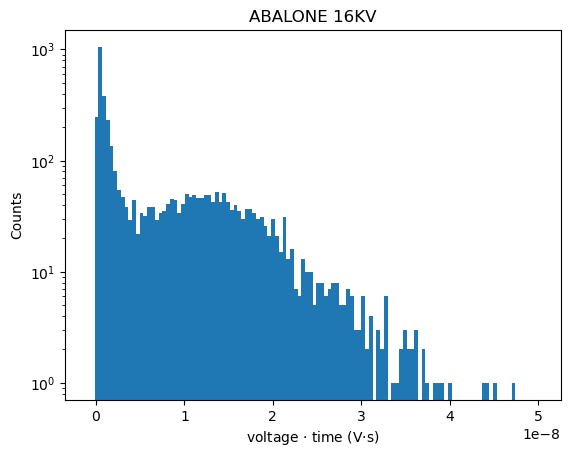 ABALONE 16KV
10³
10²
10¹
10⁰
Counts
0 1 2 3 4 5
1e−8
voltage · time (V·s)